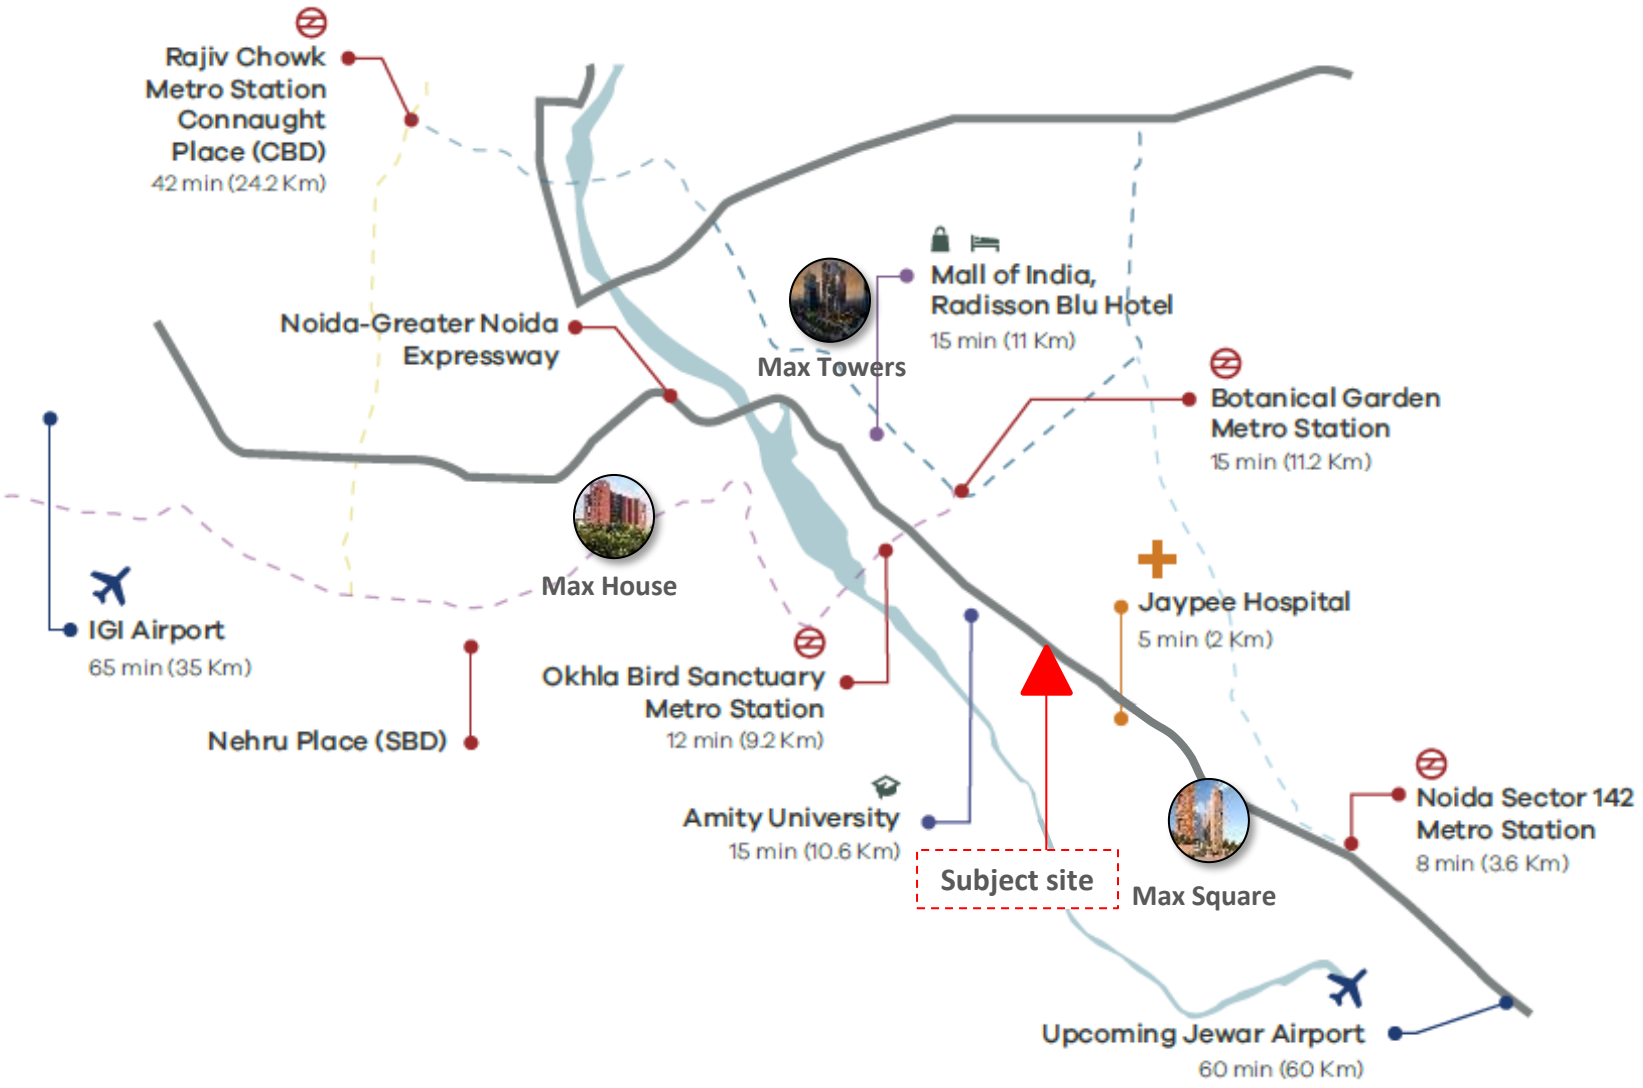 Rajiv Chowk
Metro Station
Connaught
Place (CBD)
42 min (24.2 Km)
Mall of India,
Radisson Blu Hotel
15 min (11 Km)
Noida-Greater Noida
Expressway
Max Towers
Botanical Garden
Metro Station
15 min (11.2 Km)
Max House
IGI Airport
65 min (35 Km)
Jaypee Hospital
5 min (2 Km)
Okhla Bird Sanctuary
Metro Station
12 min (9.2 Km)
Nehru Place (SBD)
Amity University
15 min (10.6 Km)
Noida Sector 142
Metro Station
8 min (3.6 Km)
Subject site
Max Square
Upcoming Jewar Airport
60 min (60 Km)